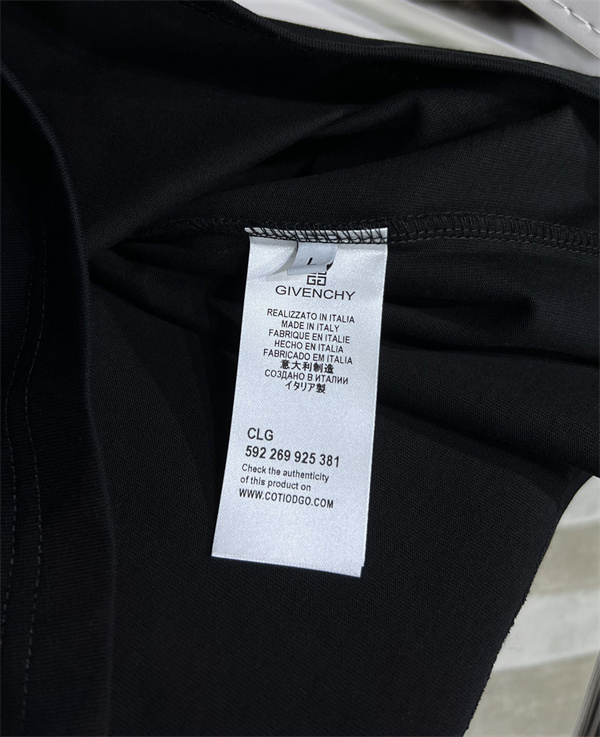 L
GIVENCHY
REALIZZATO IN ITALIA
MADE IN ITALY
FABRIQUE EN ITALIE
HECHO EN ITALIA
FABRICADO EM ITALIA
意大利制造
СОЗДАНО В ИТАЛИИ
イタリア製
CLG
592 269 925 381
Check the authenticity
of this product on
WWW.COTIODGO.COM